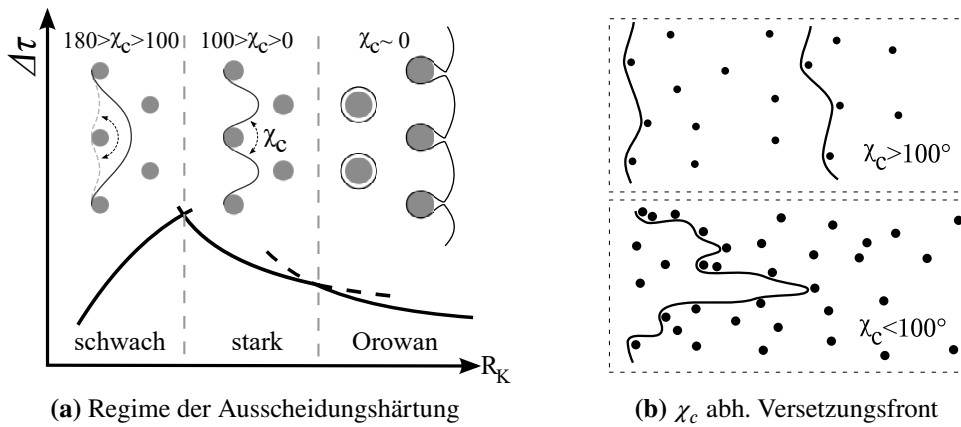 Δτ
180>χc>100
100>χc>0
χc~0
χc
schwach
stark
Orowan
RK
(a) Regime der Ausscheidungshärtung
χc>100°
χc<100°
(b) χc abh. Versetzungsfront